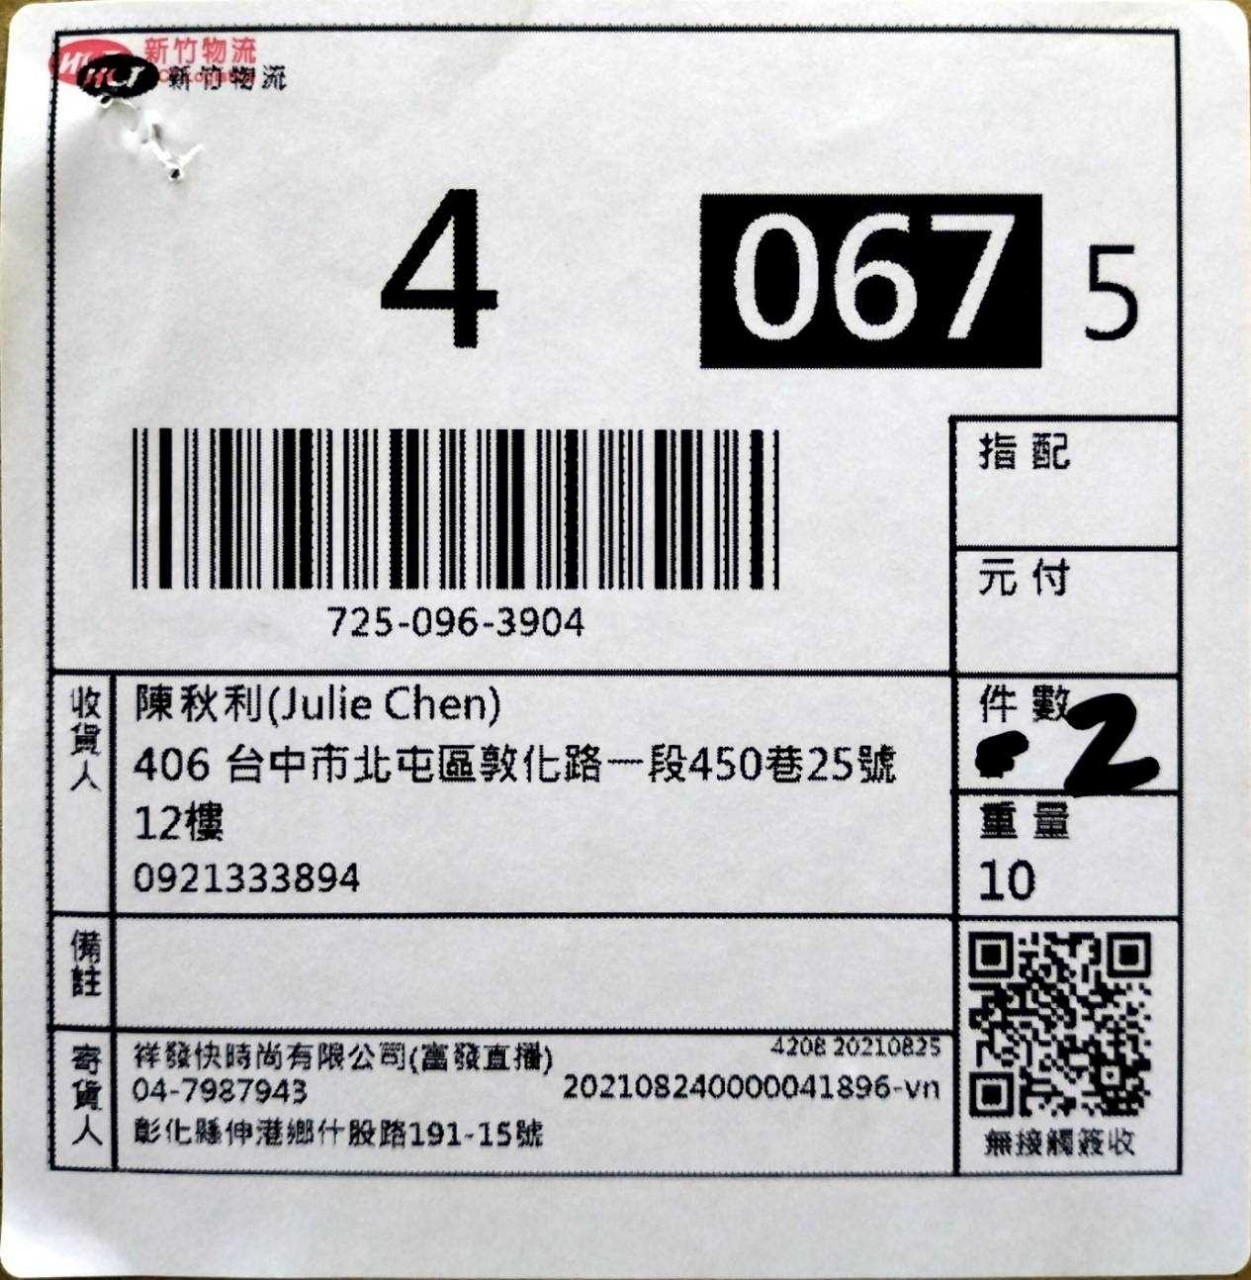 新竹物流
HCT 新竹物流
4 067 5
指配
元付
725-096-3904
收貨人
陳秋利(Julie Chen)
406 台中市北屯區敦化路一段450巷25號
12樓
0921333894
件數
2
重量
10
備註
寄貨人
祥發快時尚有限公司(富發直播)
4208 20210825
04-7987943
202108240000041896-vn
彰化縣伸港鄉什股路191-15號
無接觸簽收